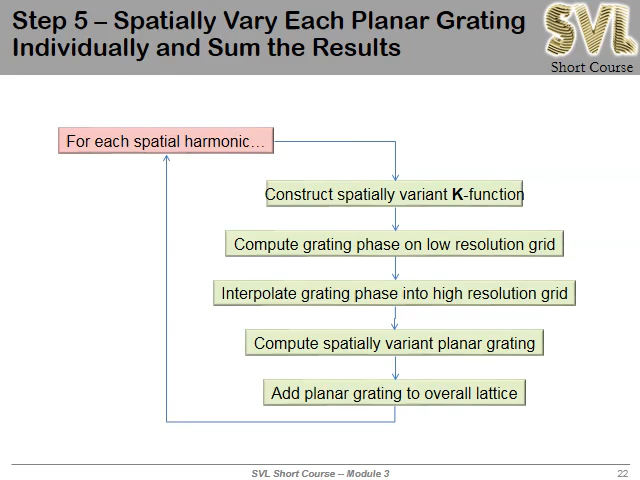 Step 5 – Spatially Vary Each Planar Grating
Individually and Sum the Results
SVL
Short Course
For each spatial harmonic…
Construct spatially variant K-function
Compute grating phase on low resolution grid
Interpolate grating phase into high resolution grid
Compute spatially variant planar grating
Add planar grating to overall lattice
SVL Short Course -- Module 3
22